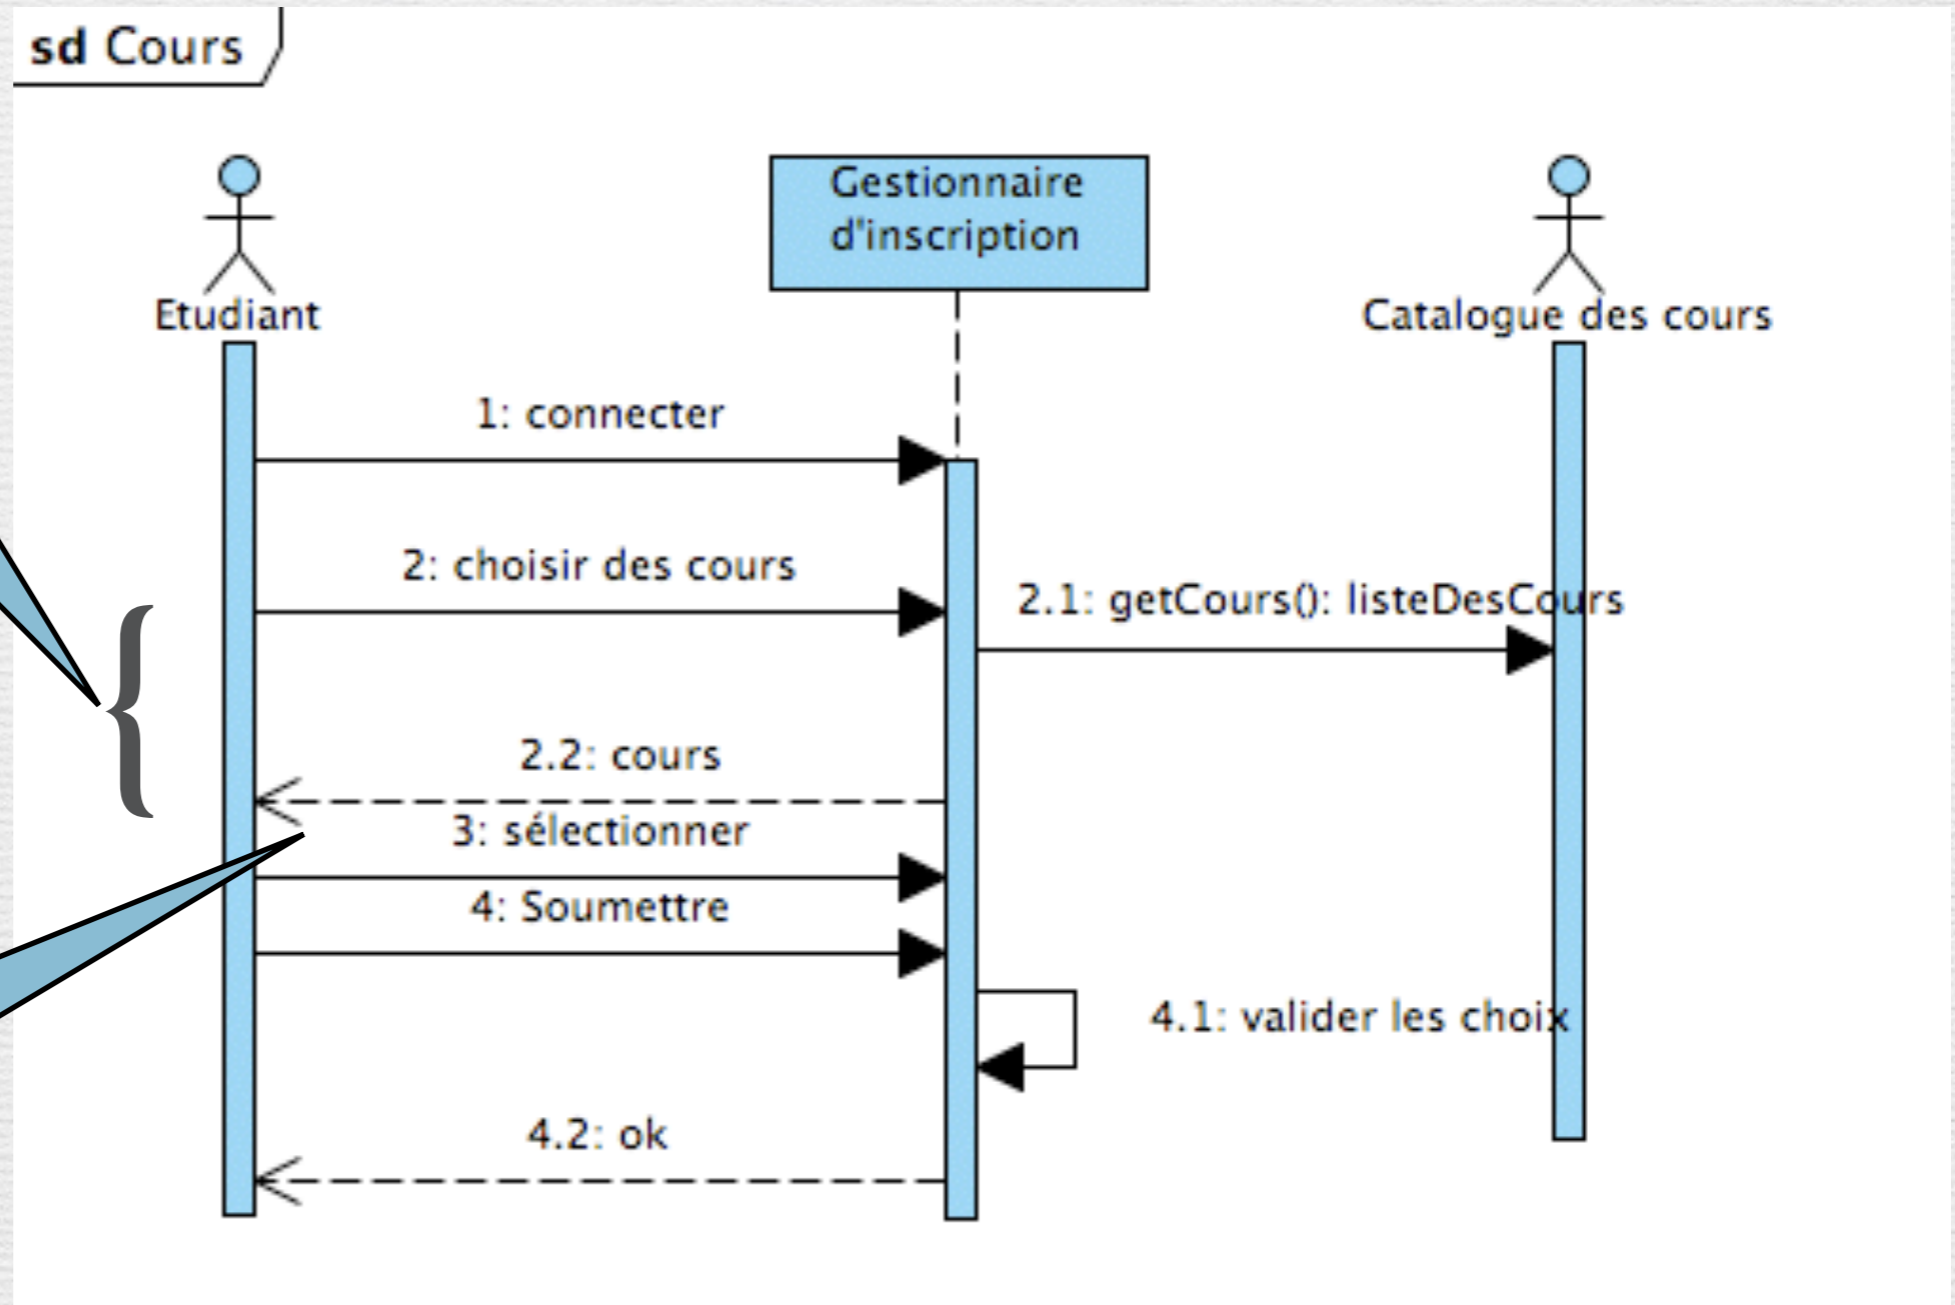 sd Cours
Gestionnaire
d'inscription
Etudiant
Catalogue des cours
1: connecter
2: choisir des cours
2.1: getCours(): listeDesCours
2.2: cours
3: sélectionner
4: Soumettre
4.1: valider les choix
4.2: ok